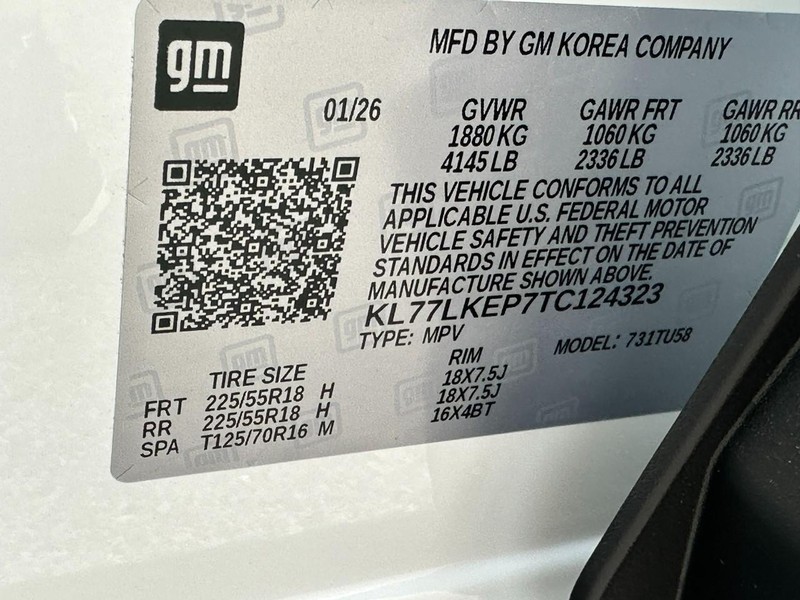 gm
MFD BY GM KOREA COMPANY
01/26 GVWR GAWR FRT GAWR RR
1880 KG 1060 KG 1060 KG
4145 LB 2336 LB 2336 LB
THIS VEHICLE CONFORMS TO ALL
APPLICABLE U.S. FEDERAL MOTOR
VEHICLE SAFETY AND THEFT PREVENTION
STANDARDS IN EFFECT ON THE DATE OF
MANUFACTURE SHOWN ABOVE.
KL77LKEP7TC124323
TYPE: MPV MODEL: 731TU58
TIRE SIZE RIM
FRT 225/55R18 H 18X7.5J
RR 225/55R18 H 18X7.5J
SPA T125/70R16 M 16X4BT